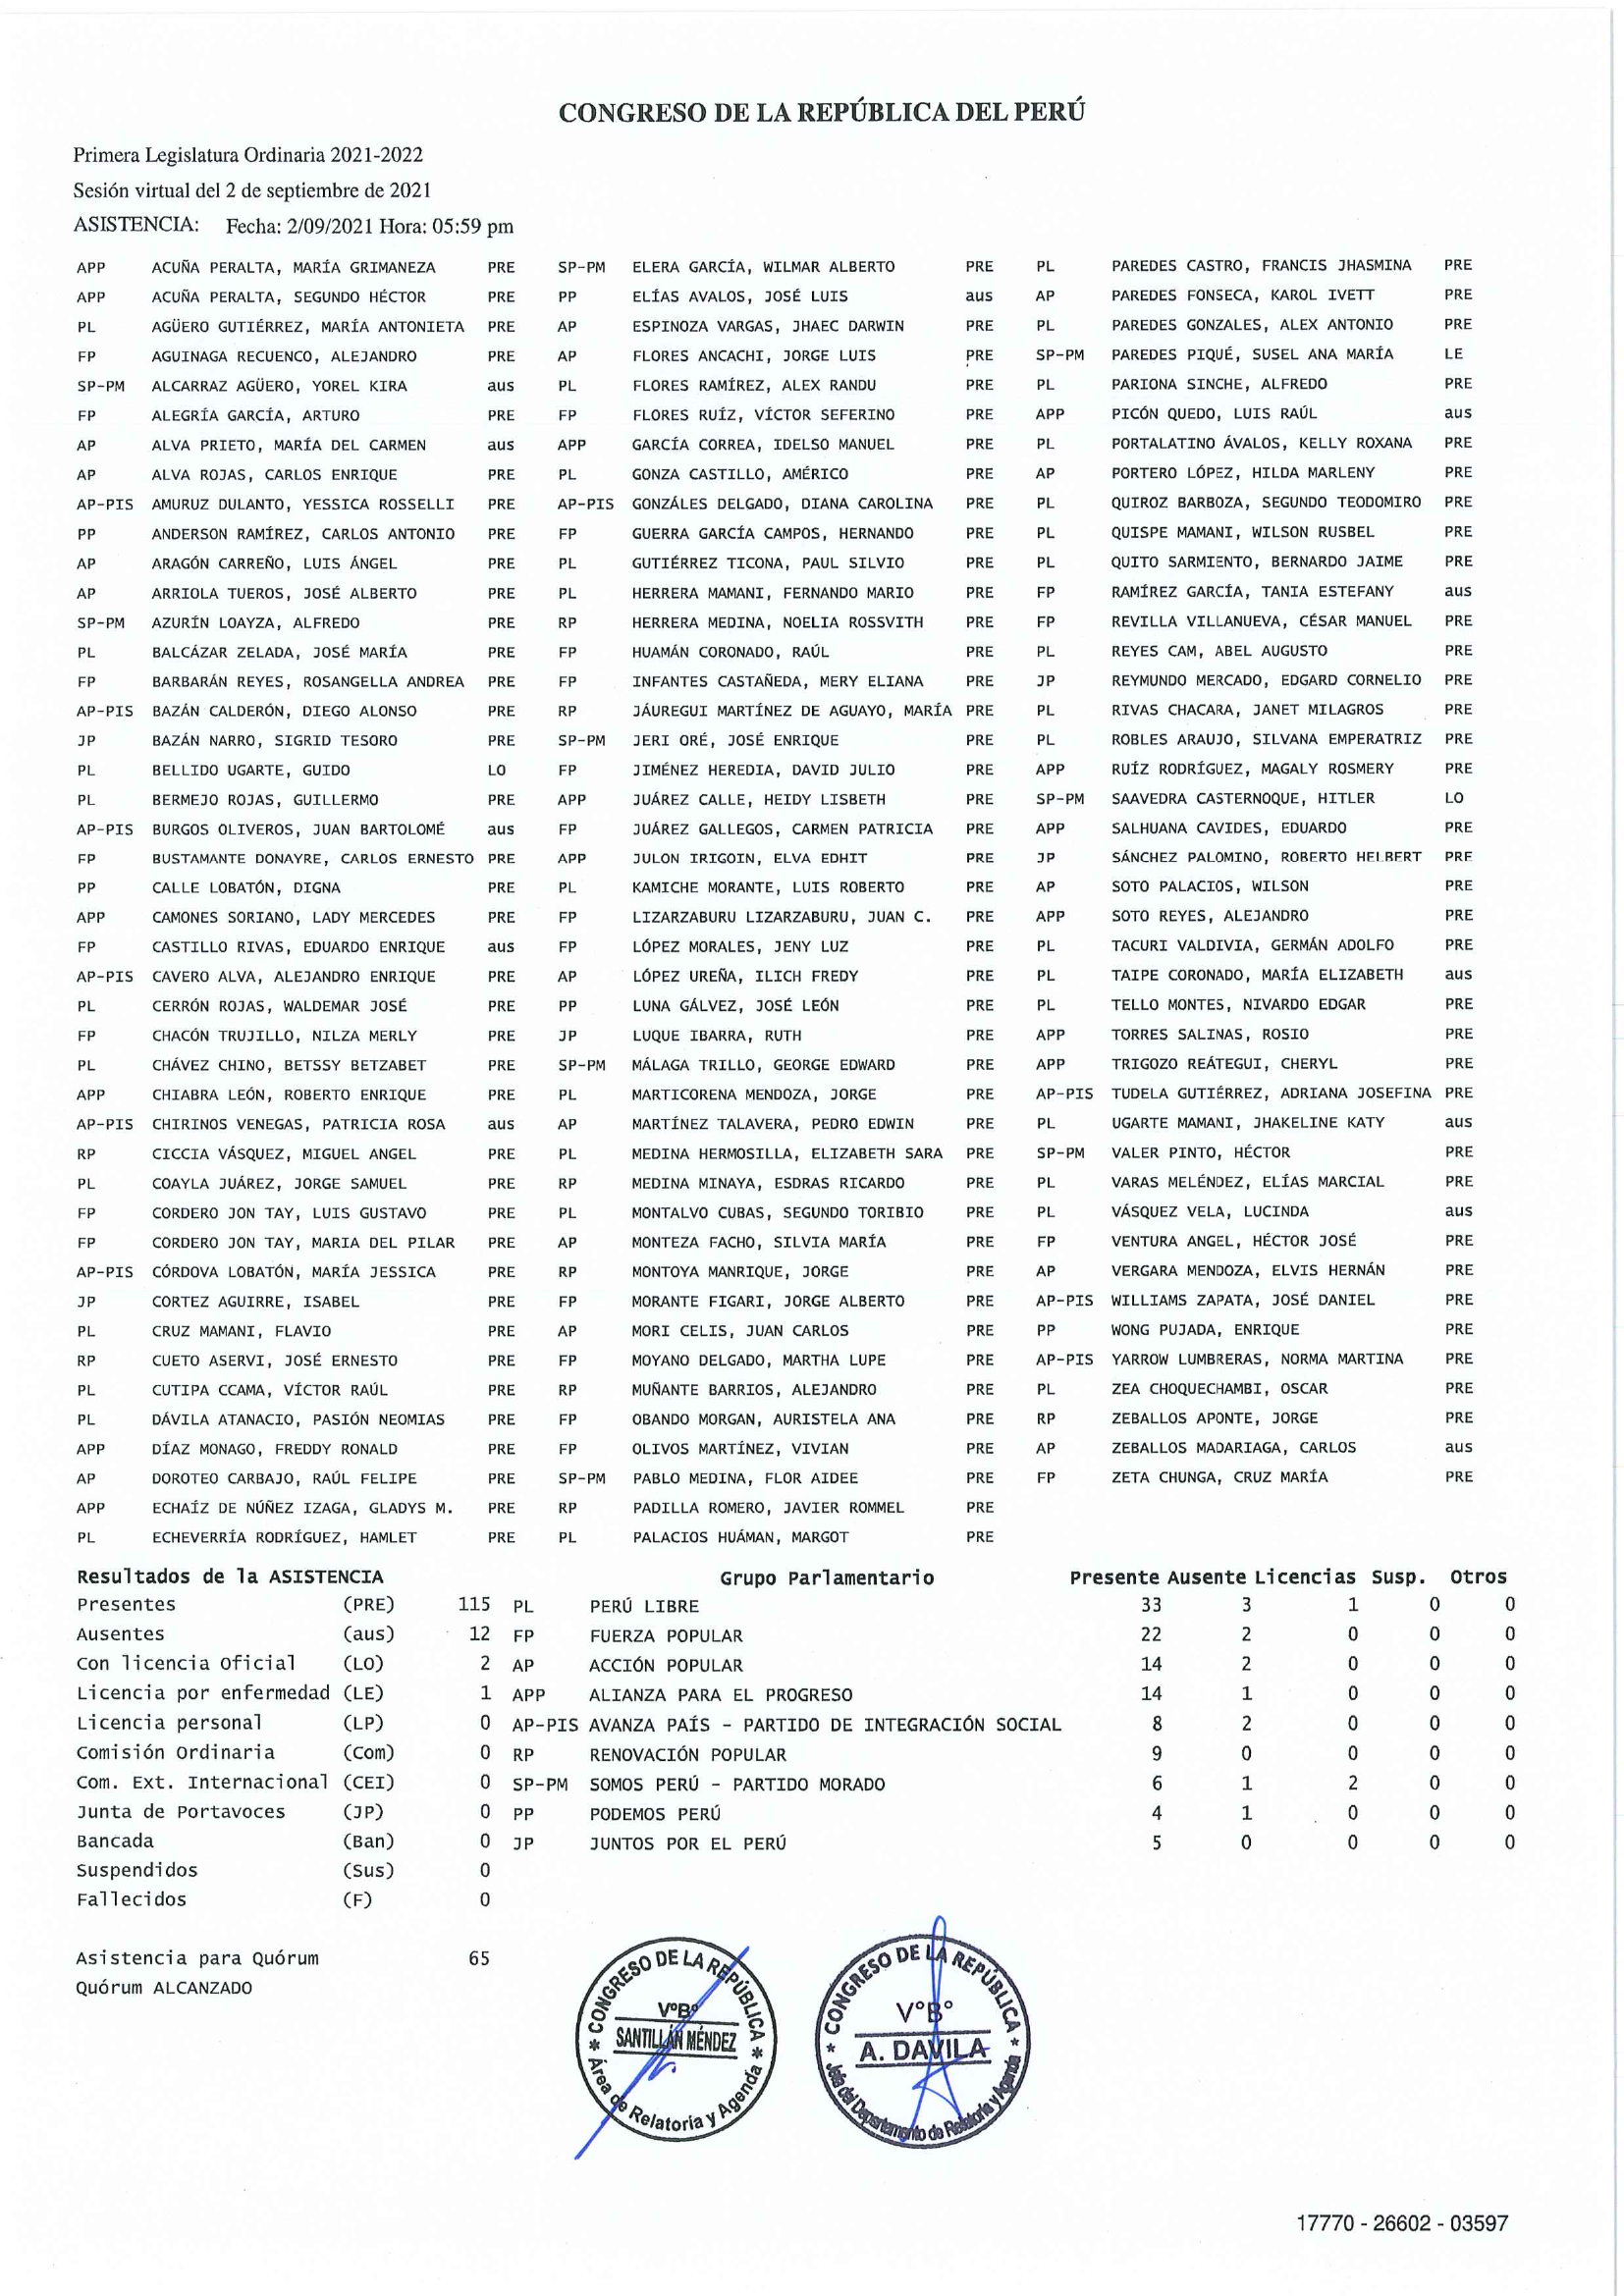 CONGRESO DE LA REPÚBLICA DEL PERÚ
Primera Legislatura Ordinaria 2021-2022
Sesión virtual del 2 de septiembre de 2021
ASISTENCIA: Fecha: 2/09/2021 Hora: 05:59 pm
APP ACUÑA PERALTA, MARÍA GRIMANEZA PRE SP-PM ELERA GARCÍA, WILMAR ALBERTO PRE PL PAREDES CASTRO, FRANCIS JHASMINA PRE
APP ACUÑA PERALTA, SEGUNDO HÉCTOR PRE PP ELÍAS AVALOS, JOSÉ LUIS aus AP PAREDES FONSECA, KAROL IVETT PRE
PL AGÜERO GUTIÉRREZ, MARÍA ANTONIETA PRE AP ESPINOZA VARGAS, JHAEC DARWIN PRE PL PAREDES GONZALES, ALEX ANTONIO PRE
FP AGUINAGA RECUENCO, ALEJANDRO PRE AP FLORES ANCACHI, JORGE LUIS PRE SP-PM PAREDES PIQUÉ, SUSEL ANA MARÍA LE
SP-PM ALCARRAZ AGÜERO, YOREL KIRA aus PL FLORES RAMÍREZ, ALEX RANDU PRE PL PARIONA SINCHE, ALFREDO PRE
FP ALEGRÍA GARCÍA, ARTURO PRE FP FLORES RUÍZ, VÍCTOR SEFERINO PRE APP PICÓN QUEDO, LUIS RAÚL aus
AP ALVA PRIETO, MARÍA DEL CARMEN aus APP GARCÍA CORREA, IDELSO MANUEL PRE PL PORTALATINO ÁVALOS, KELLY ROXANA PRE
AP ALVA ROJAS, CARLOS ENRIQUE PRE PL GONZA CASTILLO, AMÉRICO PRE AP PORTERO LÓPEZ, HILDA MARLENY PRE
AP-PIS AMURUZ DULANTO, YESSICA ROSSELLI PRE AP-PIS GONZÁLES DELGADO, DIANA CAROLINA PRE PL QUIROZ BARBOZA, SEGUNDO TEODOMIRO PRE
PP ANDERSON RAMÍREZ, CARLOS ANTONIO PRE FP GUERRA GARCÍA CAMPOS, HERNANDO PRE PL QUISPE MAMANI, WILSON RUSBEL PRE
AP ARAGÓN CARREÑO, LUIS ÁNGEL PRE PL GUTIÉRREZ TICONA, PAUL SILVIO PRE PL QUITO SARMIENTO, BERNARDO JAIME PRE
AP ARRIOLA TUEROS, JOSÉ ALBERTO PRE PL HERRERA MAMANI, FERNANDO MARIO PRE FP RAMÍREZ GARCÍA, TANIA ESTEFANY aus
SP-PM AZURÍN LOAYZA, ALFREDO PRE RP HERRERA MEDINA, NOELIA ROSSVITH PRE FP REVILLA VILLANUEVA, CÉSAR MANUEL PRE
PL BALCÁZAR ZELADA, JOSÉ MARÍA PRE FP HUAMÁN CORONADO, RAÚL PRE PL REYES CAM, ABEL AUGUSTO PRE
FP BARBARÁN REYES, ROSANGELLA ANDREA PRE FP INFANTES CASTAÑEDA, MERY ELIANA PRE JP REYMUNDO MERCADO, EDGARD CORNELIO PRE
AP-PIS BAZÁN CALDERÓN, DIEGO ALONSO PRE RP JÁUREGUI MARTÍNEZ DE AGUAYO, MARÍA PRE PL RIVAS CHACARA, JANET MILAGROS PRE
JP BAZÁN NARRO, SIGRID TESORO PRE SP-PM JERI ORÉ, JOSÉ ENRIQUE PRE PL ROBLES ARAUJO, SILVANA EMPERATRIZ PRE
PL BELLIDO UGARTE, GUIDO LO FP JIMÉNEZ HEREDIA, DAVID JULIO PRE APP RUÍZ RODRÍGUEZ, MAGALY ROSMERY PRE
PL BERMEJO ROJAS, GUILLERMO PRE APP JUÁREZ CALLE, HEIDY LISBETH PRE SP-PM SAAVEDRA CASTERNOQUE, HITLER LO
AP-PIS BURGOS OLIVEROS, JUAN BARTOLOMÉ aus FP JUÁREZ GALLEGOS, CARMEN PATRICIA PRE APP SALHUANA CAVIDES, EDUARDO PRE
FP BUSTAMANTE DONAYRE, CARLOS ERNESTO PRE APP JULON IRIGOIN, ELVA EDHIT PRE JP SÁNCHEZ PALOMINO, ROBERTO HELBERT PRE
PP CALLE LOBATÓN, DIGNA PRE PL KAMICHE MORANTE, LUIS ROBERTO PRE AP SOTO PALACIOS, WILSON PRE
APP CAMONES SORIANO, LADY MERCEDES PRE FP LIZARZABURU LIZARZABURU, JUAN C. PRE APP SOTO REYES, ALEJANDRO PRE
FP CASTILLO RIVAS, EDUARDO ENRIQUE aus FP LÓPEZ MORALES, JENY LUZ PRE PL TACURI VALDIVIA, GERMÁN ADOLFO PRE
AP-PIS CAVERO ALVA, ALEJANDRO ENRIQUE PRE AP LÓPEZ UREÑA, ILICH FREDY PRE PL TAIPE CORONADO, MARÍA ELIZABETH aus
PL CERRÓN ROJAS, WALDEMAR JOSÉ PRE PP LUNA GÁLVEZ, JOSÉ LEÓN PRE PL TELLO MONTES, NIVARDO EDGAR PRE
FP CHACÓN TRUJILLO, NILZA MERLY PRE JP LUQUE IBARRA, RUTH PRE APP TORRES SALINAS, ROSIO PRE
PL CHÁVEZ CHINO, BETSSY BETZABET PRE SP-PM MÁLAGA TRILLO, GEORGE EDWARD PRE APP TRIGOZO REÁTEGUI, CHERYL PRE
APP CHIABRA LEÓN, ROBERTO ENRIQUE PRE PL MARTICORENA MENDOZA, JORGE PRE AP-PIS TUDELA GUTIÉRREZ, ADRIANA JOSEFINA PRE
AP-PIS CHIRINOS VENEGAS, PATRICIA ROSA aus AP MARTÍNEZ TALAVERA, PEDRO EDWIN PRE PL UGARTE MAMANI, JHAKELINE KATY aus
RP CICCIA VÁSQUEZ, MIGUEL ANGEL PRE PL MEDINA HERMOSILLA, ELIZABETH SARA PRE SP-PM VALER PINTO, HÉCTOR PRE
PL COAYLA JUÁREZ, JORGE SAMUEL PRE RP MEDINA MINAYA, ESDRAS RICARDO PRE PL VARAS MELÉNDEZ, ELÍAS MARCIAL PRE
FP CORDERO JON TAY, LUIS GUSTAVO PRE PL MONTALVO CUBAS, SEGUNDO TORIBIO PRE PL VÁSQUEZ VELA, LUCINDA aus
FP CORDERO JON TAY, MARIA DEL PILAR PRE AP MONTEZA FACHO, SILVIA MARÍA PRE FP VENTURA ANGEL, HÉCTOR JOSÉ PRE
AP-PIS CÓRDOVA LOBATÓN, MARÍA JESSICA PRE RP MONTOYA MANRIQUE, JORGE PRE AP VERGARA MENDOZA, ELVIS HERNÁN PRE
JP CORTEZ AGUIRRE, ISABEL PRE FP MORANTE FIGARI, JORGE ALBERTO PRE AP-PIS WILLIAMS ZAPATA, JOSÉ DANIEL PRE
PL CRUZ MAMANI, FLAVIO PRE AP MORI CELIS, JUAN CARLOS PRE PP WONG PUJADA, ENRIQUE PRE
RP CUETO ASERVI, JOSÉ ERNESTO PRE FP MOYANO DELGADO, MARTHA LUPE PRE AP-PIS YARROW LUMBRERAS, NORMA MARTINA PRE
PL CUTIPA CCAMA, VÍCTOR RAÚL PRE RP MUÑANTE BARRIOS, ALEJANDRO PRE PL ZEA CHOQUECHAMBI, OSCAR PRE
PL DÁVILA ATANACIO, PASIÓN NEOMIAS PRE FP OBANDO MORGAN, AURISTELA ANA PRE RP ZEBALLOS APONTE, JORGE PRE
APP DÍAZ MONAGO, FREDDY RONALD PRE FP OLIVOS MARTÍNEZ, VIVIAN PRE AP ZEBALLOS MADARIAGA, CARLOS aus
AP DOROTEO CARBAJO, RAÚL FELIPE PRE SP-PM PABLO MEDINA, FLOR AIDEE PRE FP ZETA CHUNGA, CRUZ MARÍA PRE
APP ECHAÍZ DE NÚÑEZ IZAGA, GLADYS M. PRE RP PADILLA ROMERO, JAVIER ROMMEL PRE
PL ECHEVERRÍA RODRÍGUEZ, HAMLET PRE PL PALACIOS HUÁMAN, MARGOT PRE
Resultados de la ASISTENCIA Grupo Parlamentario Presente Ausente Licencias Susp. Otros
Presentes (PRE) 115 PL PERÚ LIBRE 33 3 1 0 0
Ausentes (aus) 12 FP FUERZA POPULAR 22 2 0 0 0
Con licencia Oficial (LO) 2 AP ACCIÓN POPULAR 14 2 0 0 0
Licencia por enfermedad (LE) 1 APP ALIANZA PARA EL PROGRESO 14 1 0 0 0
Licencia personal (LP) 0 AP-PIS AVANZA PAÍS - PARTIDO DE INTEGRACIÓN SOCIAL 8 2 0 0 0
Comisión Ordinaria (Com) 0 RP RENOVACIÓN POPULAR 9 0 0 0 0
Com. Ext. Internacional (CEI) 0 SP-PM SOMOS PERÚ - PARTIDO MORADO 6 1 2 0 0
Junta de Portavoces (JP) 0 PP PODEMOS PERÚ 4 1 0 0 0
Bancada (Ban) 0 JP JUNTOS POR EL PERÚ 5 0 0 0 0
Suspendidos (Sus) 0
Fallecidos (F) 0
Asistencia para Quórum 65
Quórum ALCANZADO
CONGRESO DE LA REPÚBLICA
V°B°
SANTILLÁN MÉNDEZ
Área de Relatoría y Agenda
CONGRESO DE LA REPÚBLICA
V°B°
A. DAVILA
Jefa del Departamento de Relatoría y Agenda
17770 - 26602 - 03597